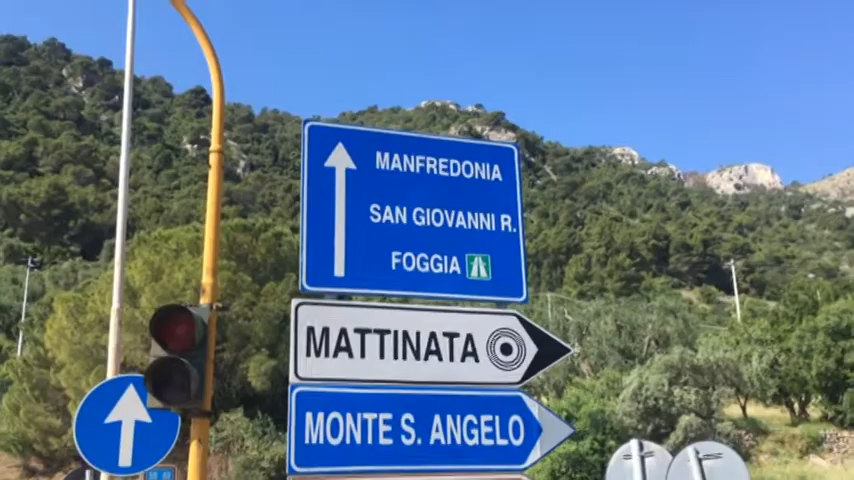 MANFREDONIA
SAN GIOVANNI R.
FOGGIA
MATTINATA
MONTE S. ANGELO